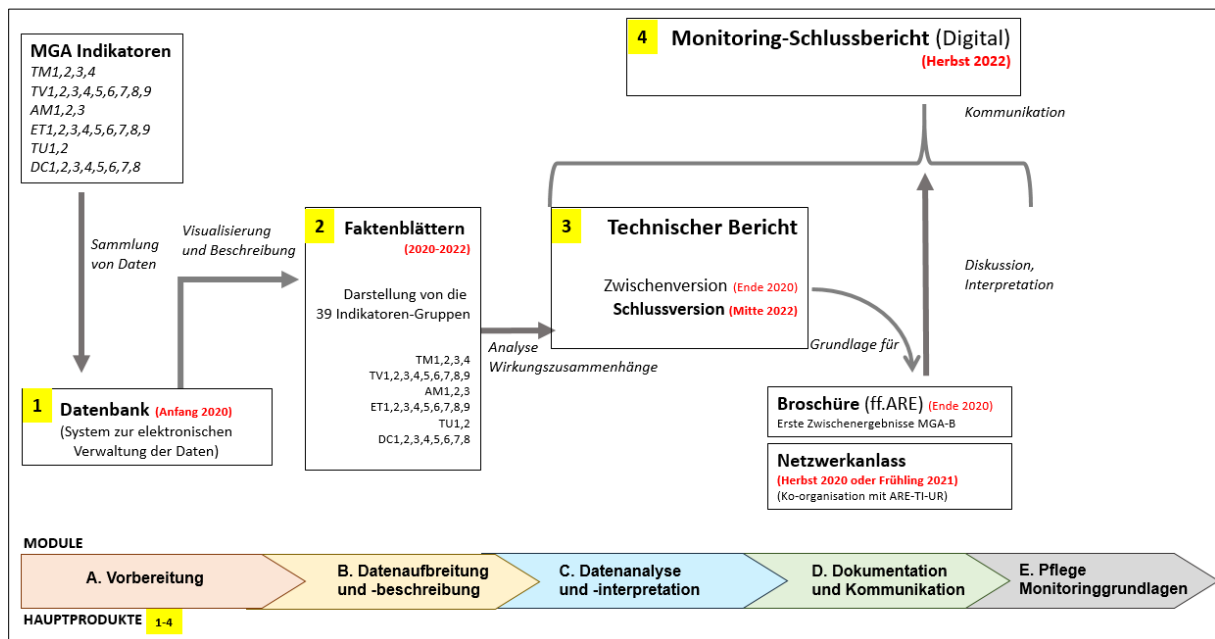 MGA Indikatoren
TM1,2,3,4
TV1,2,3,4,5,6,7,8,9
AM1,2,3
ET1,2,3,4,5,6,7,8,9
TU1,2
DC1,2,3,4,5,6,7,8
4 Monitoring-Schlussbericht (Digital)
(Herbst 2022)
Kommunikation
Sammlung
von Daten
Visualisierung
und Beschreibung
2 Faktenblättern
(2020-2022)
Darstellung von die
39 Indikatoren-Gruppen
TM1,2,3,4
TV1,2,3,4,5,6,7,8,9
AM1,2,3
ET1,2,3,4,5,6,7,8,9
TU1,2
DC1,2,3,4,5,6,7,8
3 Technischer Bericht
Zwischenversion (Ende 2020)
Schlussversion (Mitte 2022)
Diskussion,
Interpretation
Analyse
Wirkungszusammenhänge
Grundlage für
1 Datenbank (Anfang 2020)
(System zur elektronischen
Verwaltung der Daten)
Broschüre (ff.ARE) (Ende 2020)
Erste Zwischenergebnisse MGA-B
Netzwerkanlass
(Herbst 2020 oder Frühling 2021)
(Ko-organisation mit ARE-TI-UR)
MODULE
A. Vorbereitung
B. Datenaufbreitung
und -beschreibung
C. Datenanalyse
und -interpretation
D. Dokumentation
und Kommunikation
E. Pflege
Monitoringgrundlagen
HAUPTPRODUKTE 1-4